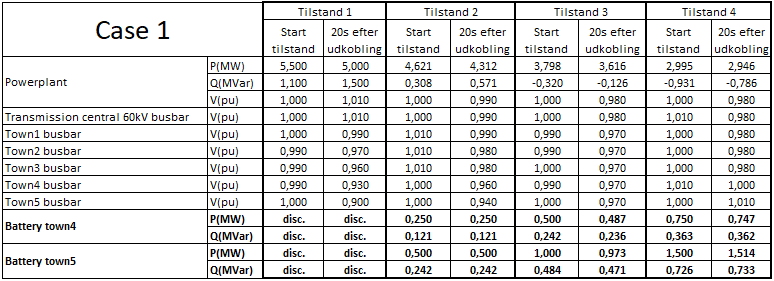 Case 1 Tilstand 1 Tilstand 2 Tilstand 3 Tilstand 4
Start tilstand 20s efter udkobling Start tilstand 20s efter udkobling Start tilstand 20s efter udkobling Start tilstand 20s efter udkobling
Powerplant P(MW) 5,500 5,000 4,621 4,312 3,798 3,616 2,995 2,946
Q(MVar) 1,100 1,500 0,308 0,571 -0,320 -0,126 -0,931 -0,786
V(pu) 1,000 1,010 1,000 0,990 1,000 0,980 1,000 0,980
Transmission central 60kV busbar V(pu) 1,000 1,010 1,000 0,990 1,000 0,980 1,010 0,980
Town1 busbar V(pu) 1,000 0,990 1,010 0,990 0,990 0,970 1,000 0,980
Town2 busbar V(pu) 0,990 0,970 1,010 0,980 0,990 0,970 1,000 0,980
Town3 busbar V(pu) 0,990 0,960 1,010 0,980 0,990 0,970 1,000 0,980
Town4 busbar V(pu) 0,990 0,930 1,000 0,960 0,990 0,970 1,010 1,000
Town5 busbar V(pu) 1,000 0,900 1,000 0,940 1,000 0,970 1,000 1,010
Battery town4 P(MW) disc. disc. 0,250 0,250 0,500 0,487 0,750 0,747
Q(MVar) disc. disc. 0,121 0,121 0,242 0,236 0,363 0,362
Battery town5 P(MW) disc. disc. 0,500 0,500 1,000 0,973 1,500 1,514
Q(MVar) disc. disc. 0,242 0,242 0,484 0,471 0,726 0,733